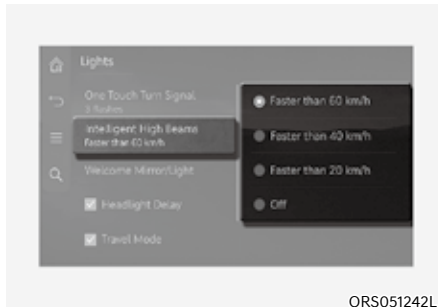 Lights
One Touch Turn Signal
3 flashes
Intelligent High Beams
Faster than 60 km/h
Welcome Mirror/Light
Headlight Delay
Travel Mode
Faster than 60 km/h
Faster than 40 km/h
Faster than 20 km/h
Off
ORS051242L